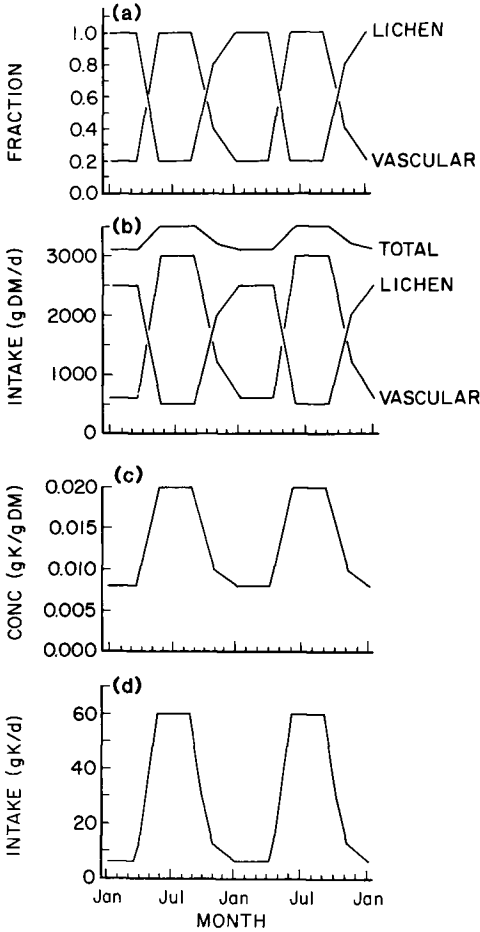 (a)
FRACTION
1.0
0.8
0.6
0.4
0.2
0.0
LICHEN
VASCULAR
(b)
INTAKE (gDM/d)
3000
2000
1000
0
TOTAL
LICHEN
VASCULAR
(c)
CONC (gK/gDM)
0.020
0.015
0.010
0.005
0.000
(d)
INTAKE (gK/d)
60
40
20
0
Jan Jul Jan Jul Jan
MONTH